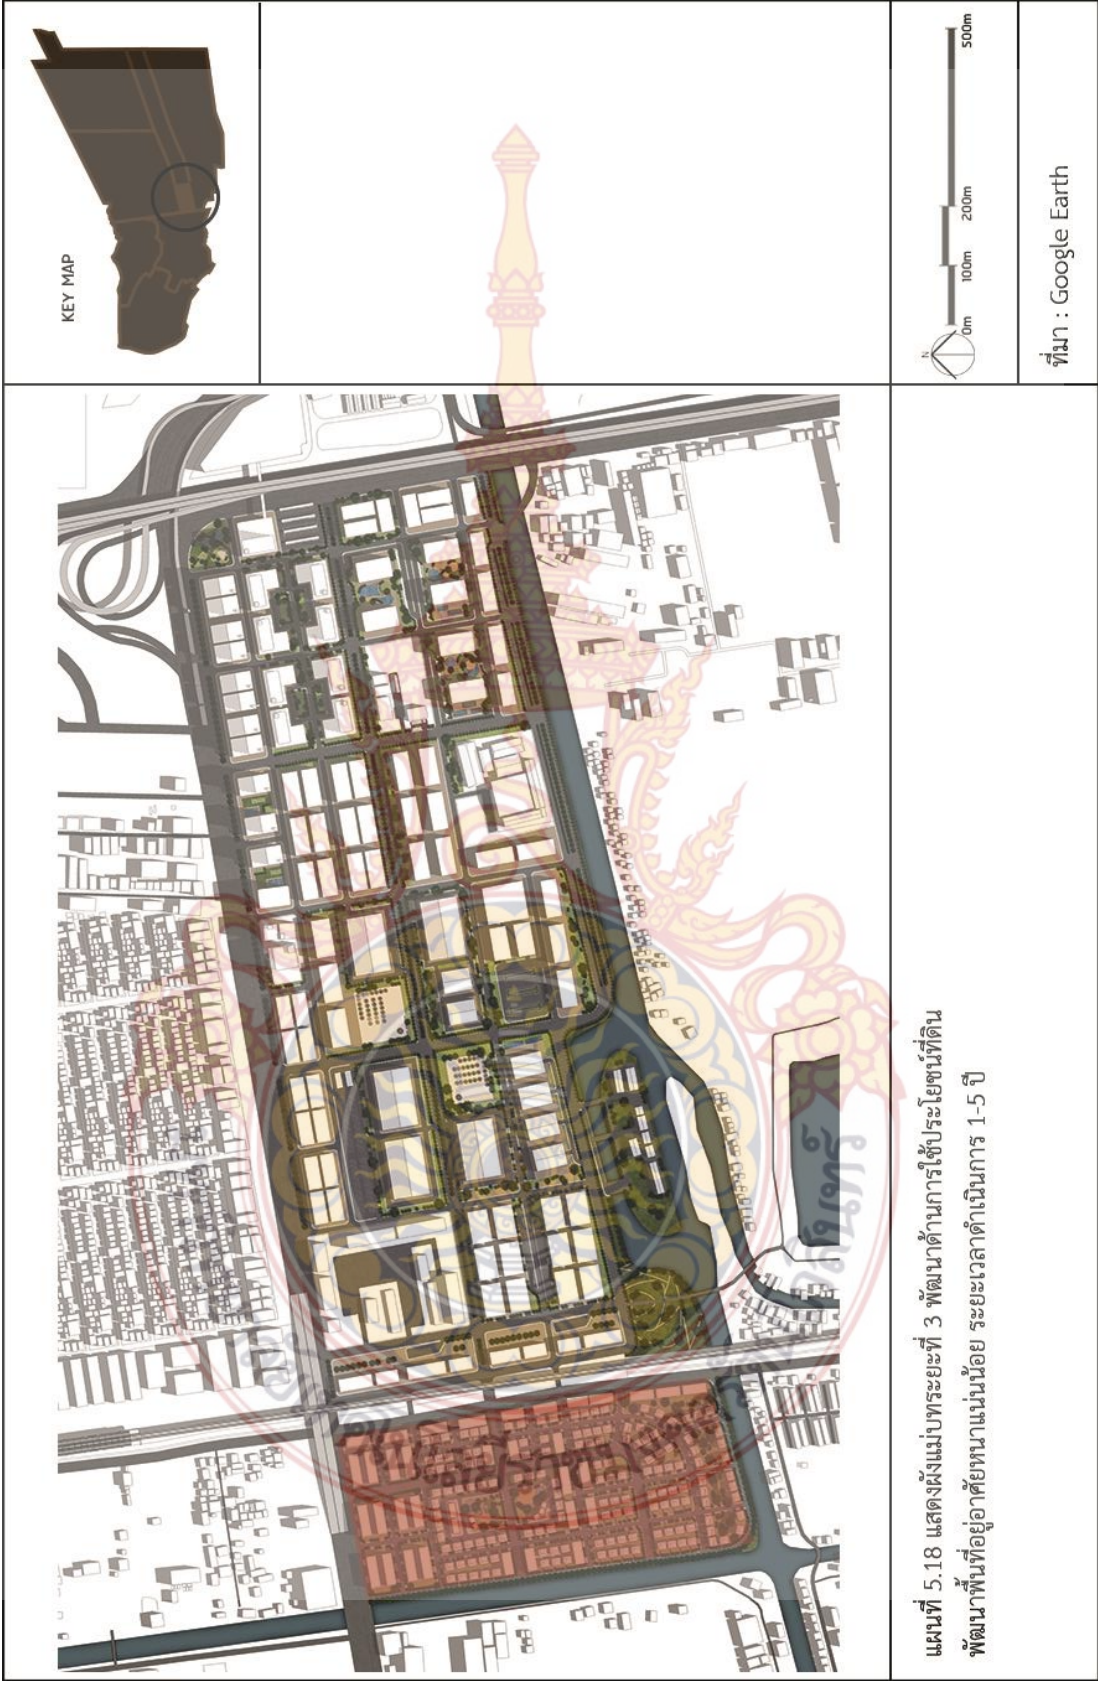 KEY MAP
N
0m 100m 200m 500m
ที่มา : Google Earth
แผนที่ 5.18 แสดงผังแม่บทระยะที่ 3 พัฒนาด้านการใช้ประโยชน์ที่ดิน
พัฒนาพื้นที่อยู่อาศัยหนาแน่นน้อย ระยะเวลาดำเนินการ 1-5 ปี